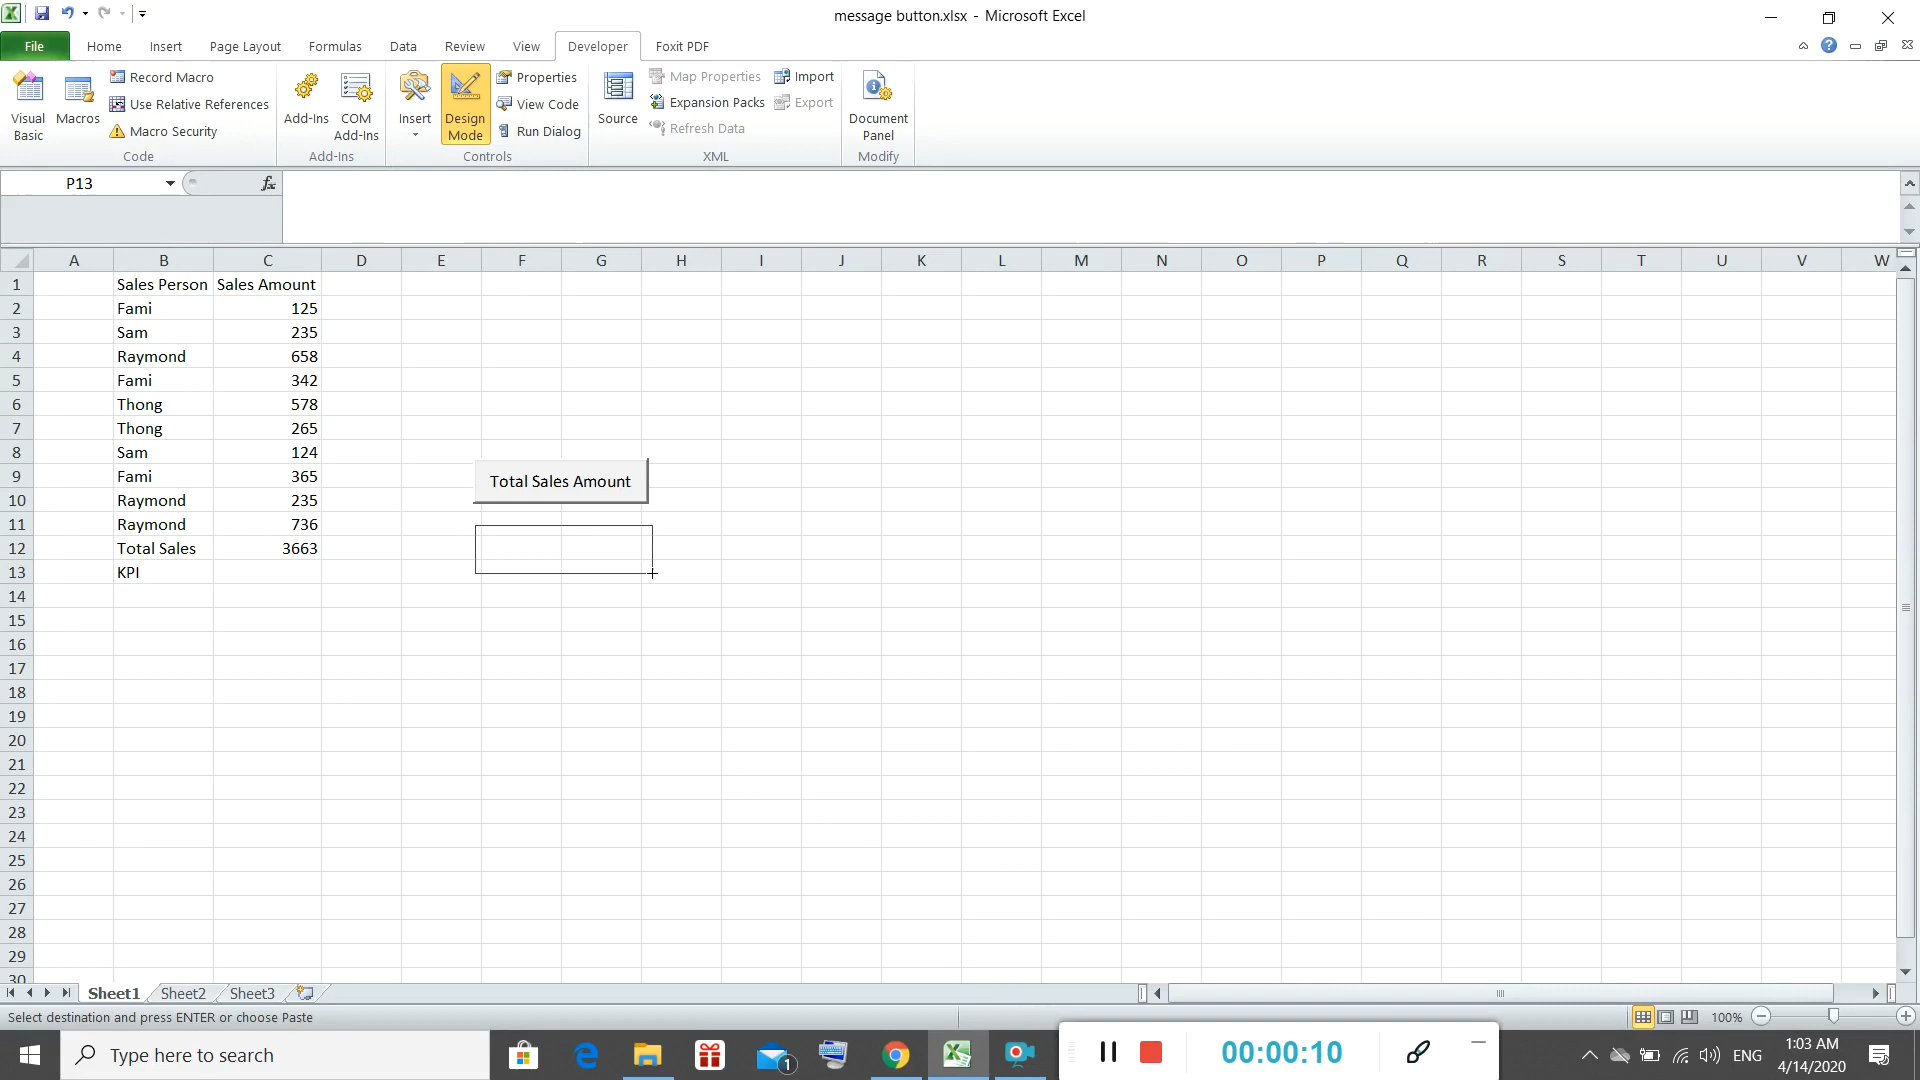 message button.xlsx - Microsoft Excel
File Home Insert Page Layout Formulas Data Review View Developer Foxit PDF
Visual Basic
Macros
Record Macro
Use Relative References
Macro Security
Code
Add-Ins
COM Add-Ins
Add-Ins
Insert
Design Mode
Properties
View Code
Run Dialog
Controls
Source
Map Properties
Expansion Packs
Refresh Data
Import
Export
XML
Document Panel
Modify
P13
fx
A B C D E F G H I J K L M N O P Q R S T U V W
1 Sales Person Sales Amount
2 Fami 125
3 Sam 235
4 Raymond 658
5 Fami 342
6 Thong 578
7 Thong 265
8 Sam 124
9 Fami 365
Total Sales Amount
10 Raymond 235
11 Raymond 736
12 Total Sales 3663
13 KPI
14
15
16
17
18
19
20
21
22
23
24
25
26
27
28
29
30
Sheet1 Sheet2 Sheet3
Select destination and press ENTER or choose Paste
100%
Type here to search
1
00:00:10
ENG
1:03 AM
4/14/2020